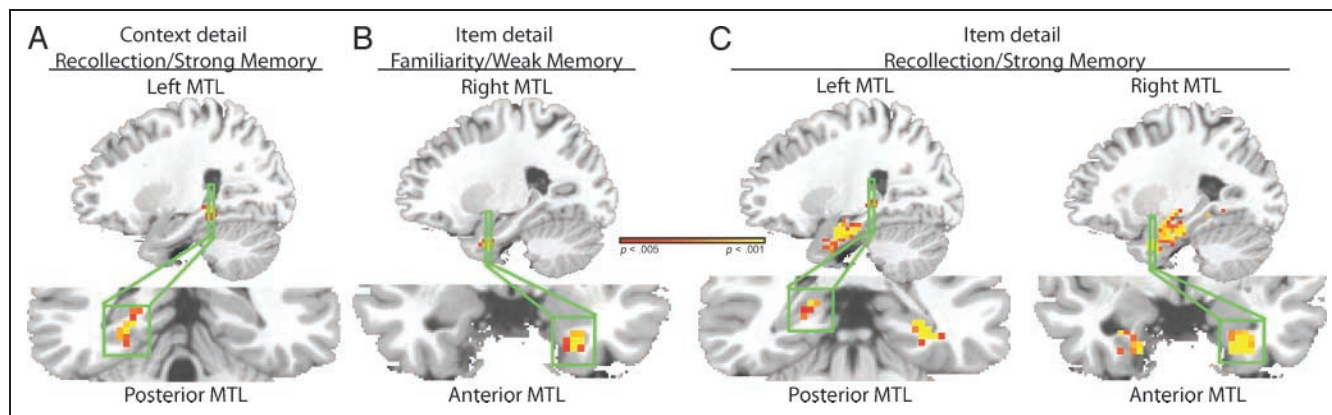 A
Context detail
Recollection/Strong Memory
Left MTL
Posterior MTL
B
Item detail
Familiarity/Weak Memory
Right MTL
Anterior MTL
p < .005
p < .001
C
Item detail
Recollection/Strong Memory
Left MTL
Right MTL
Posterior MTL
Anterior MTL